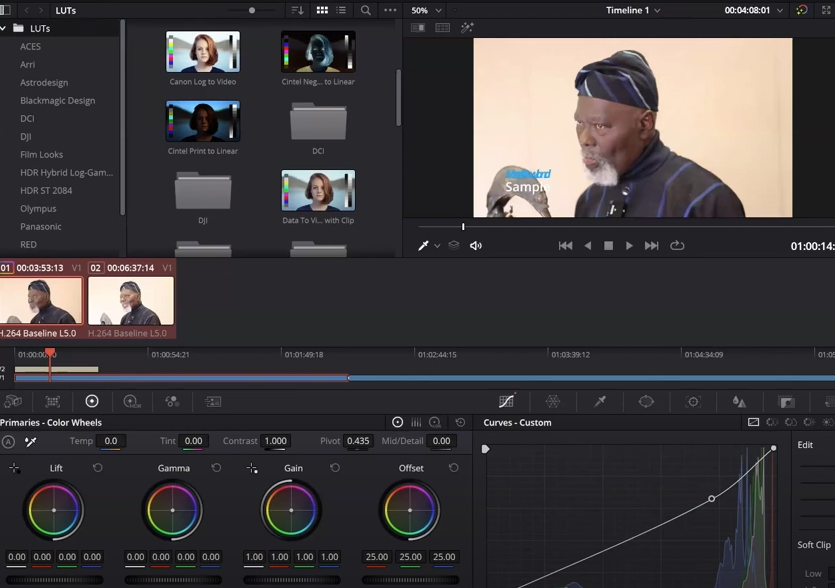 LUTs
50%
Timeline 1
00:04:08:01
LUTs
ACES
Arri
Astrodesign
Blackmagic Design
DCI
DJI
Film Looks
HDR Hybrid Log-Gam...
HDR ST 2084
Olympus
Panasonic
RED
Canon Log to Video
Cintel Neg... to Linear
Cintel Print to Linear
DCI
DJI
Data To Vi... with Clip
Sample
01:00:14:
01 00:03:53:13 V1
02 00:06:37:14 V1
H.264 Baseline L5.0
H.264 Baseline L5.0
01:00:54:21
01:01:49:18
01:02:44:15
01:03:39:12
01:04:34:09
Primaries - Color Wheels
Curves - Custom
A
Temp 0.0
Tint 0.00
Contrast 1.000
Pivot 0.435
Mid/Detail 0.00
Edit
Lift
Gamma
Gain
Offset
0.00 0.00 0.00 0.00
0.00 0.00 0.00 0.00
1.00 1.00 1.00 1.00
25.00 25.00 25.00
Soft Clip
Low